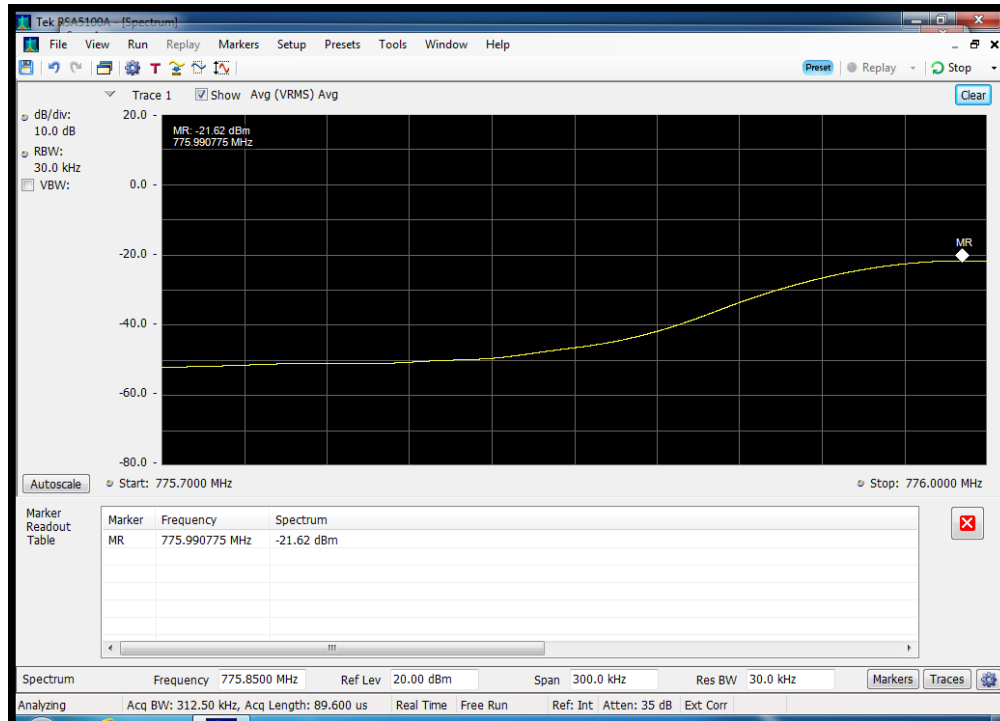 Tek RSA5100A - [Spectrum]
File View Run Replay Markers Setup Presets Tools Window Help
T Preset Replay Stop
Trace 1 Show Avg (VRMS) Avg Clear
dB/div:
10.0 dB
RBW:
30.0 kHz
VBW:
20.0
0.0
-20.0
-40.0
-60.0
-80.0
MR: -21.62 dBm
775.990775 MHz
MR
Autoscale Start: 775.7000 MHz Stop: 776.0000 MHz
Marker
Readout
Table
Marker Frequency Spectrum
MR 775.990775 MHz -21.62 dBm
Spectrum Frequency 775.8500 MHz Ref Lev 20.00 dBm Span 300.0 kHz Res BW 30.0 kHz Markers Traces
Analyzing Acq BW: 312.50 kHz, Acq Length: 89.600 us Real Time Free Run Ref: Int Atten: 35 dB Ext Corr